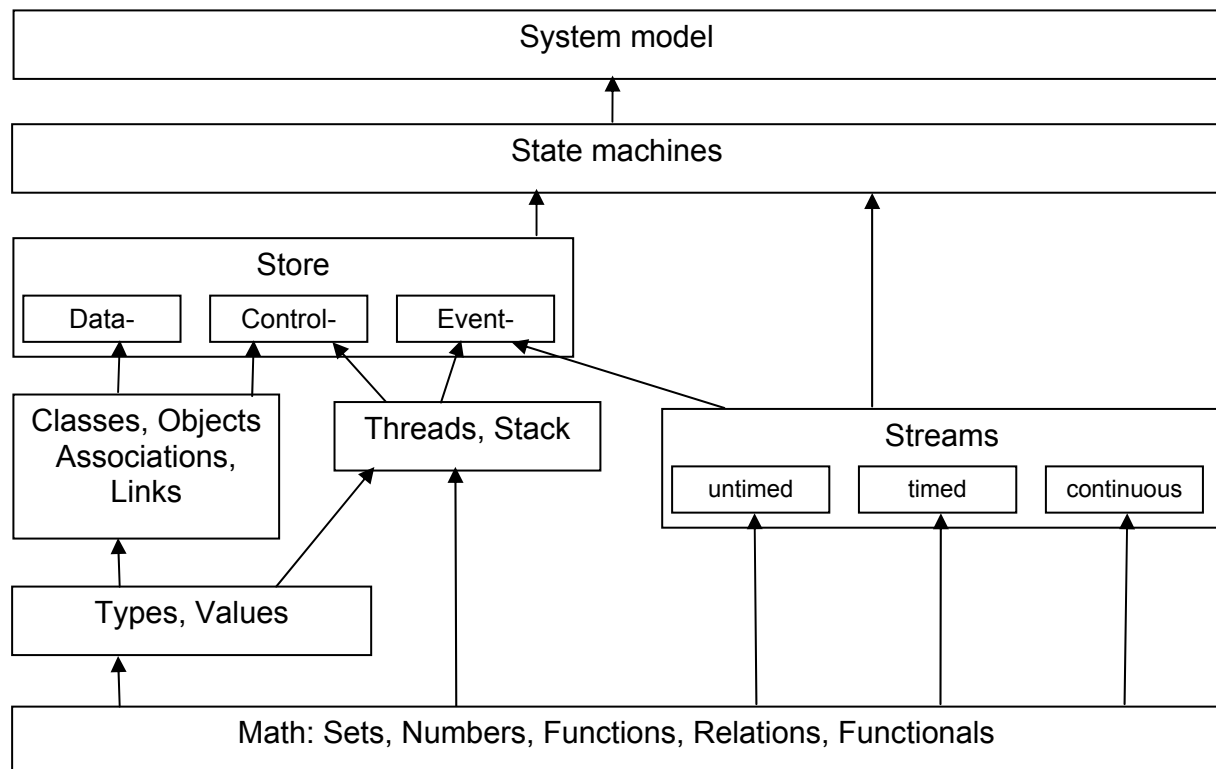 System model
State machines
Store
Data-
Control-
Event-
Classes, Objects
Associations,
Links
Threads, Stack
Streams
untimed
timed
continuous
Types, Values
Math: Sets, Numbers, Functions, Relations, Functionals